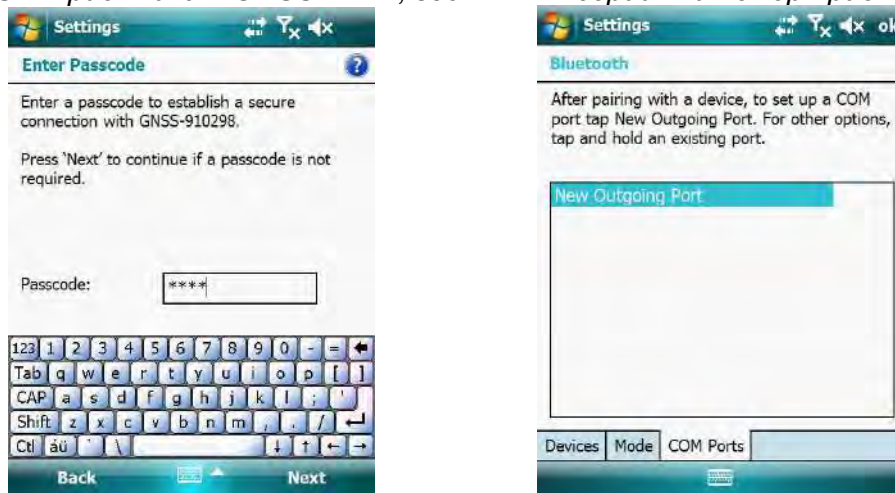 Settings
Enter Passcode
?
Enter a passcode to establish a secure
connection with GNSS-910298.
Press 'Next' to continue if a passcode is not
required.
Passcode: ****
123 1 2 3 4 5 6 7 8 9 0 - =
Tab q w e r t y u i o p [ ]
CAP a s d f g h j k l ; '
Shift z x c v b n m , . /
Ctl áü ` \
Back Next
Settings ok
Bluetooth
After pairing with a device, to set up a COM
port tap New Outgoing Port. For other options,
tap and hold an existing port.
New Outgoing Port
Devices Mode COM Ports